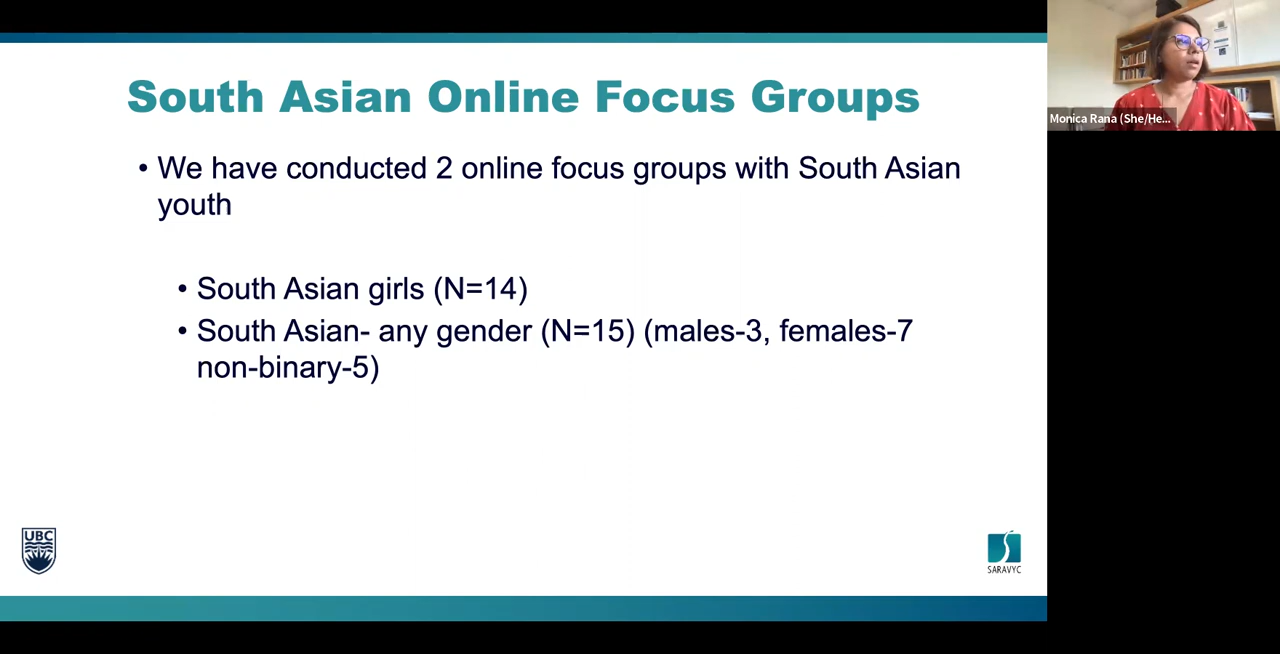 South Asian Online Focus Groups
• We have conducted 2 online focus groups with South Asian
youth
• South Asian girls (N=14)
• South Asian- any gender (N=15) (males-3, females-7
non-binary-5)
UBC
SARAVYC
Monica Rana (She/He...